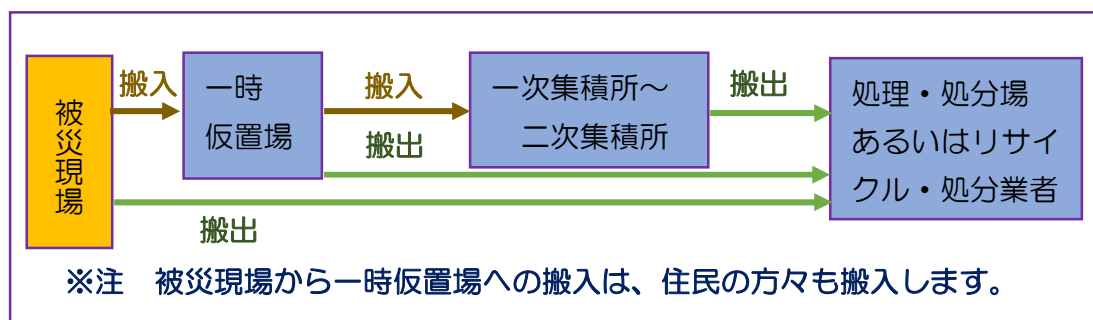 被災現場
搬入
一時
仮置場
搬入
搬出
一次集積所～
二次集積所
搬出
処理・処分場
あるいはリサイ
クル・処分業者
搬出
※注　被災現場から一時仮置場への搬入は、住民の方々も搬入します。